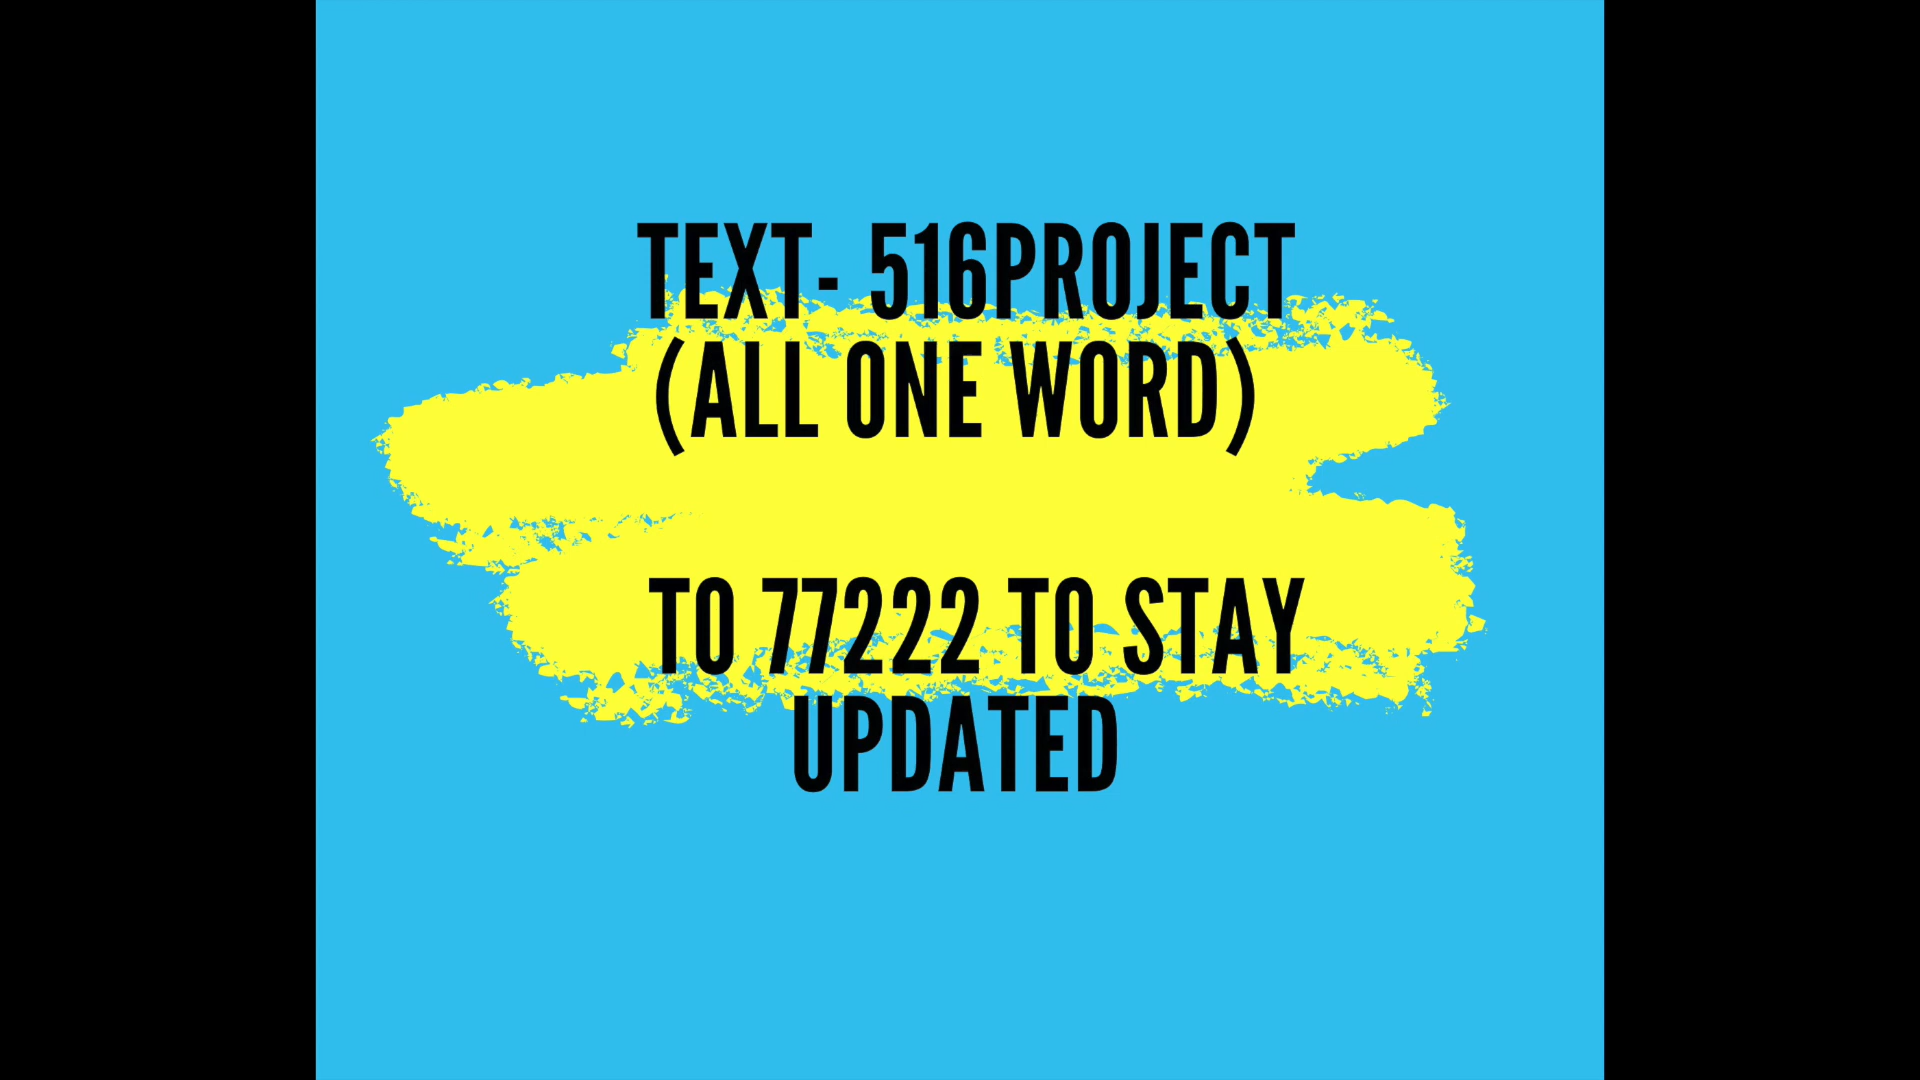 TEXT- 516PROJECT
(ALL ONE WORD)
TO 77222 TO STAY
UPDATED